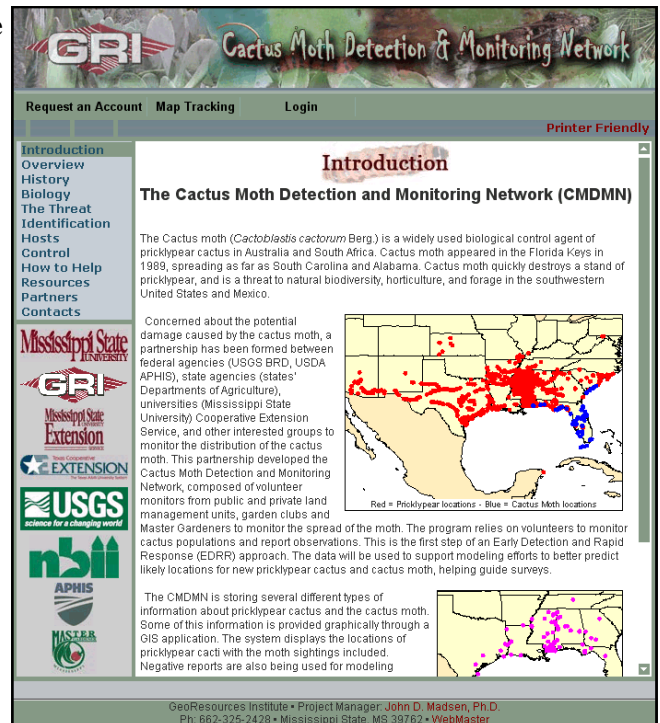 e
GRI
Cactus Moth Detection & Monitoring Network
Request an Account Map Tracking Login
Printer Friendly
Introduction
Overview
History
Biology
The Threat
Identification
Hosts
Control
How to Help
Resources
Partners
Contacts
Mississippi State
UNIVERSITY
GRI
Mississippi State
Extension
Texas Cooperative
EXTENSION
USGS
science for a changing world
nbii
APHIS
MASTER
Introduction
The Cactus Moth Detection and Monitoring Network (CMDMN)
The Cactus moth (Cactoblastis cactorum Berg.) is a widely used biological control agent of
pricklypear cactus in Australia and South Africa. Cactus moth appeared in the Florida Keys in
1989, spreading as far as South Carolina and Alabama. Cactus moth quickly destroys a stand of
pricklypear, and is a threat to natural biodiversity, horticulture, and forage in the southwestern
United States and Mexico.
Concerned about the potential
damage caused by the cactus moth, a
partnership has been formed between
federal agencies (USGS BRD, USDA
APHIS), state agencies (states'
Departments of Agriculture),
universities (Mississippi State
University) Cooperative Extension
Service, and other interested groups to
monitor the distribution of the cactus
moth. This partnership developed the
Cactus Moth Detection and Monitoring
Network, composed of volunteer
monitors from public and private land
management units, garden clubs and
Red = Pricklypear locations - Blue = Cactus Moth locations
Master Gardeners to monitor the spread of the moth. The program relies on volunteers to monitor
cactus populations and report observations. This is the first step of an Early Detection and Rapid
Response (EDRR) approach. The data will be used to support modeling efforts to better predict
likely locations for new pricklypear cactus and cactus moth, helping guide surveys.
The CMDMN is storing several different types of
information about pricklypear cactus and the cactus moth.
Some of this information is provided graphically through a
GIS application. The system displays the locations of
pricklypear cacti with the moth sightings included.
Negative reports are also being used for modeling
GeoResources Institute • Project Manager: John D. Madsen, Ph.D.
Ph: 662-325-2428 • Mississippi State, MS 39762 • WebMaster